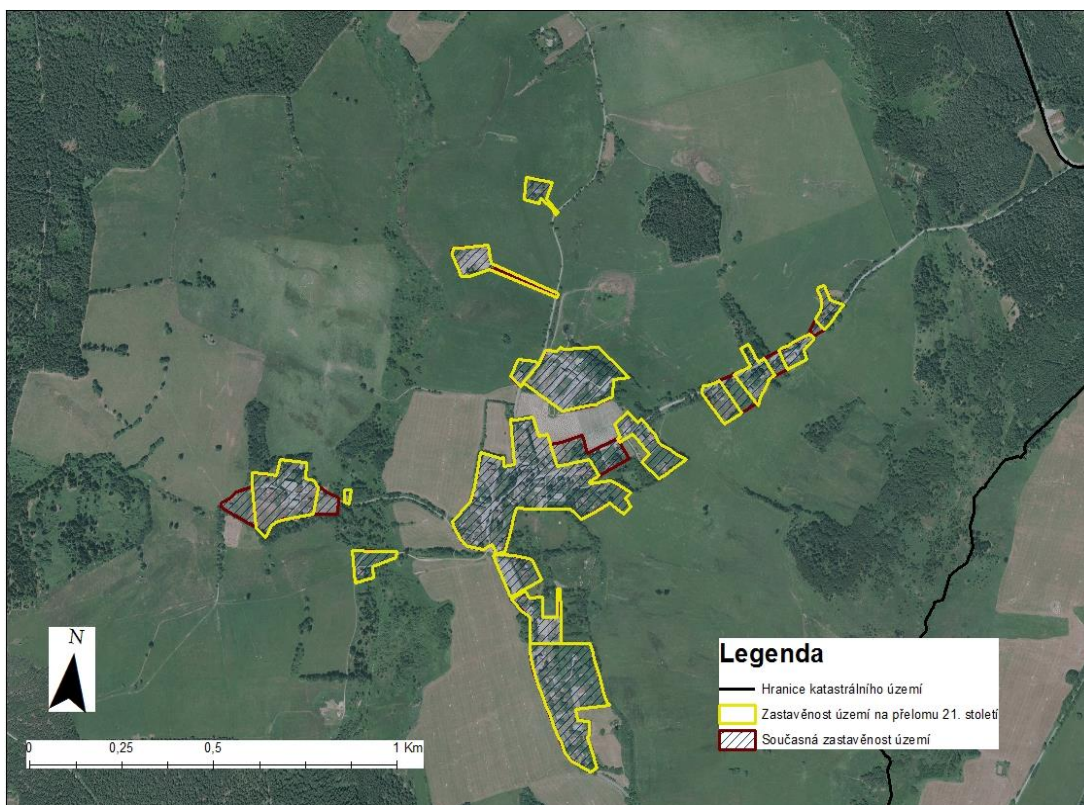 N
0 0,25 0,5 1 Km
Legenda
Hranice katastrálního území
Zastavěnost území na přelomu 21. století
Současná zastavěnost území